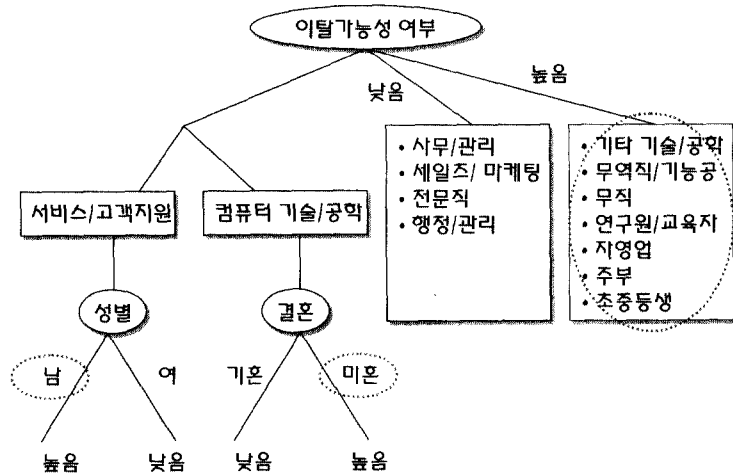 이탈가능성 여부
낮음
높음
• 사무/관리
• 세일즈/ 마케팅
• 전문직
• 행정/관리
• 기타 기술/공학
• 무역직/기능공
• 무직
• 연구원/교육자
• 자영업
• 주부
• 초중등생
서비스/고객지원
컴퓨터 기술/공학
성별
결혼
남
여
기혼
미혼
높음
낮음
낮음
높음